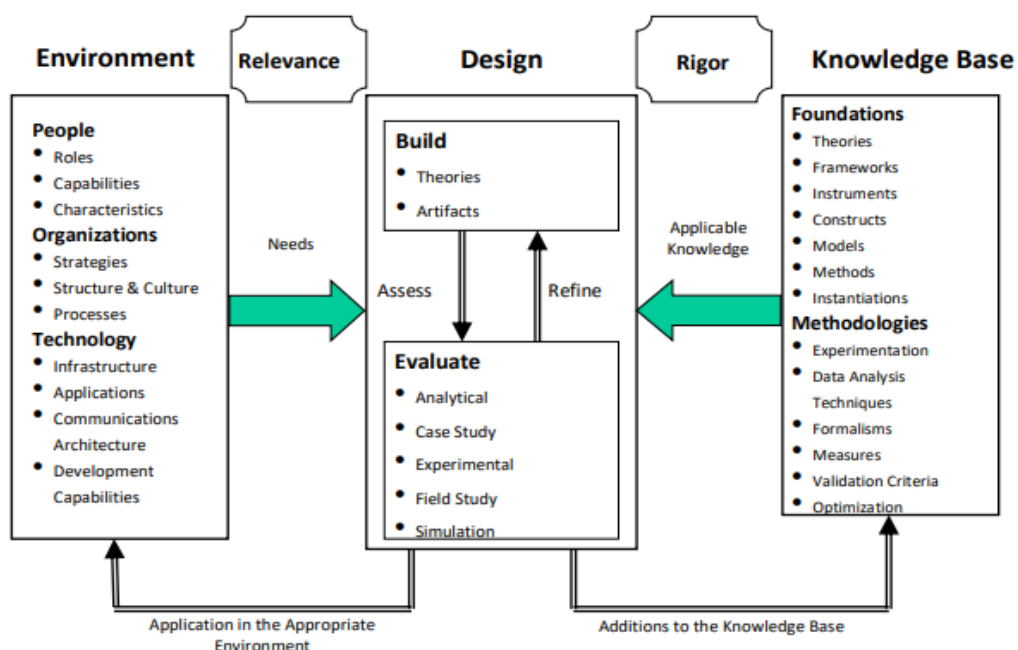 Environment
Relevance
Design
Rigor
Knowledge Base
People
Roles
Capabilities
Characteristics
Organizations
Strategies
Structure & Culture
Processes
Technology
Infrastructure
Applications
Communications
Architecture
Development
Capabilities
Needs
Build
Theories
Artifacts
Assess
Refine
Evaluate
Analytical
Case Study
Experimental
Field Study
Simulation
Applicable
Knowledge
Foundations
Theories
Frameworks
Instruments
Constructs
Models
Methods
Instantiations
Methodologies
Experimentation
Data Analysis
Techniques
Formalisms
Measures
Validation Criteria
Optimization
Application in the Appropriate
Environment
Additions to the Knowledge Base